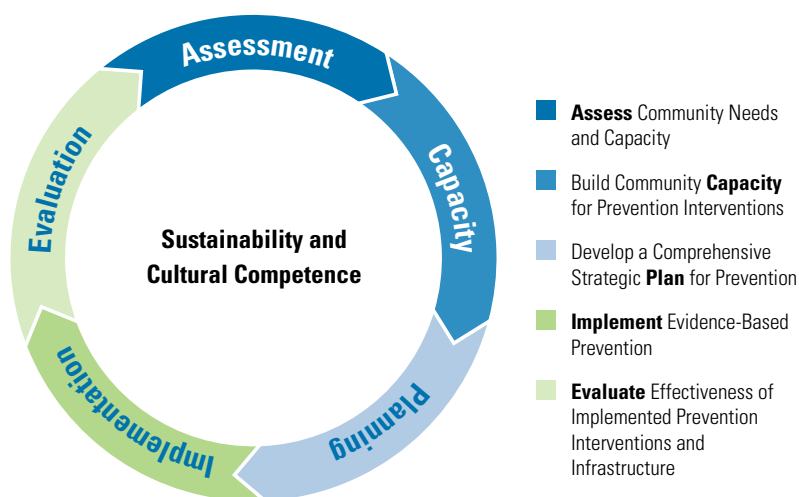 Assessment
Capacity
Planning
Implementation
Evaluation
Sustainability and
Cultural Competence
Assess Community Needs
and Capacity
Build Community Capacity
for Prevention Interventions
Develop a Comprehensive
Strategic Plan for Prevention
Implement Evidence-Based
Prevention
Evaluate Effectiveness of
Implemented Prevention
Interventions and
Infrastructure